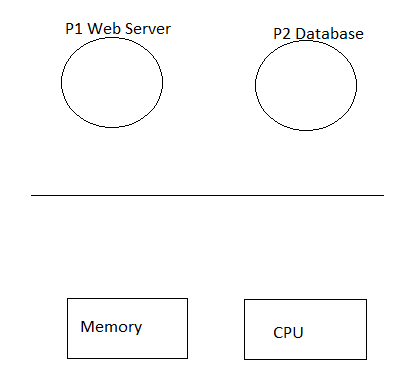 P1 Web Server
P2 Database
Memory
CPU